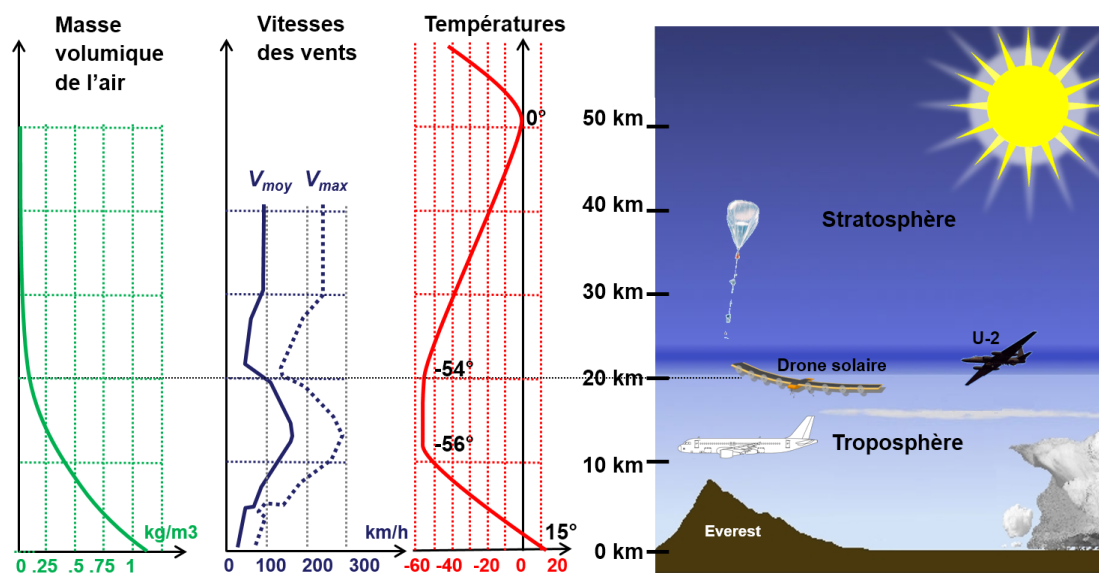 Masse
volumique
de l'air
kg/m3
0 .25 .5 .75 1
Vitesses
des vents
V_moy V_max
km/h
0 100 200 300
Températures
0°
-54°
-56°
15°
-60 -40 -20 0 20
50 km
40 km
30 km
20 km
10 km
0 km
Stratosphère
U-2
Drone solaire
Troposphère
Everest